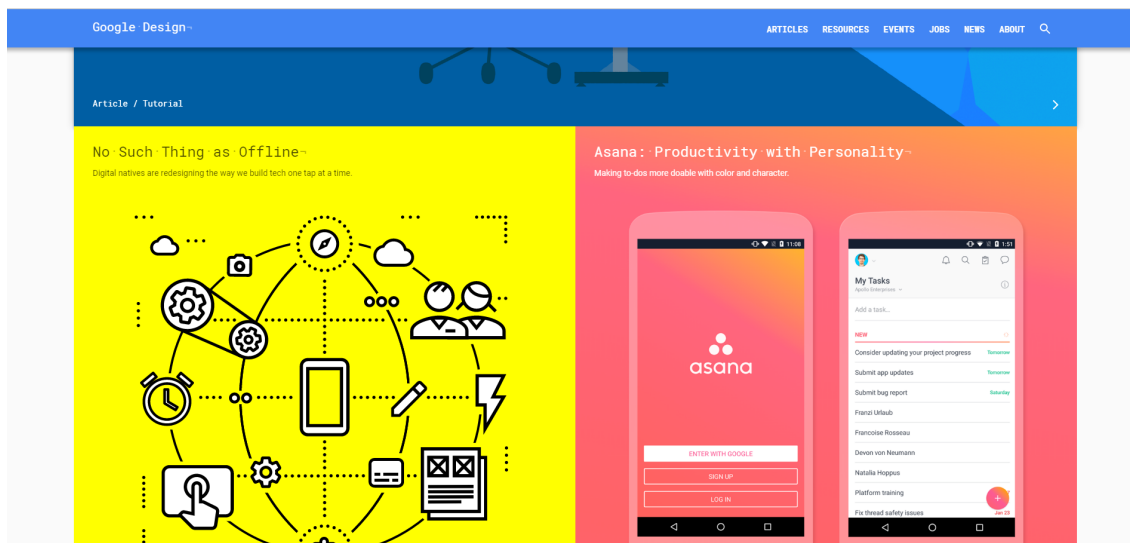 Google Design
ARTICLES RESOURCES EVENTS JOBS NEWS ABOUT
Article / Tutorial
No Such Thing as Offline
Digital natives are redesigning the way we build tech one tap at a time.
Asana: Productivity with Personality
Making to-dos more doable with color and character.
11:08
asana
ENTER WITH GOOGLE
SIGN UP
LOG IN
1:51
My Tasks
Apollo Enterprises
Add a task...
NEW
Consider updating your project progress Tomorrow
Submit app updates Tomorrow
Submit bug report Saturday
Franzi Urlaub
Francoise Rosseau
Devon von Neumann
Natalia Hoppus
Platform training
Fix thread safety issues Jan 23